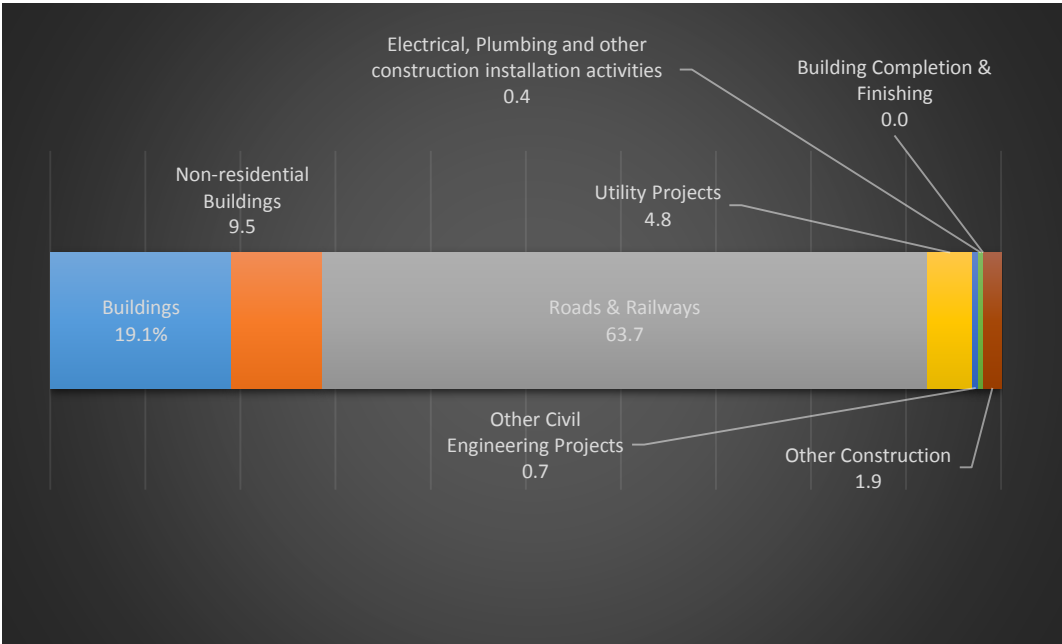 Electrical, Plumbing and other
construction installation activities
0.4
Building Completion &
Finishing
0.0
Non-residential
Buildings
9.5
Utility Projects
4.8
Buildings
19.1%
Roads & Railways
63.7
Other Civil
Engineering Projects
0.7
Other Construction
1.9